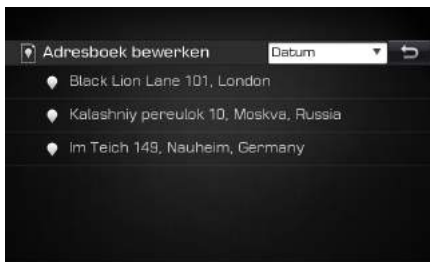 Adresboek bewerken Datum
Black Lion Lane 101, London
Kalashniy pereulok 10, Moskva, Russia
Im Teich 149, Nauheim, Germany